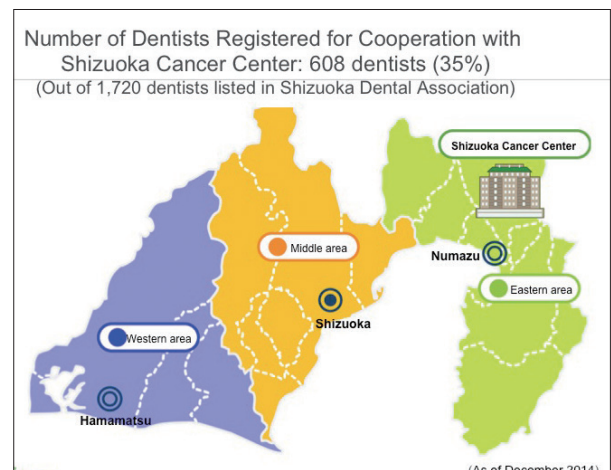 Number of Dentists Registered for Cooperation with
Shizuoka Cancer Center: 608 dentists (35%)
(Out of 1,720 dentists listed in Shizuoka Dental Association)
Shizuoka Cancer Center
Middle area
Numazu
Eastern area
Shizuoka
Western area
Hamamatsu
(As of December 2014)